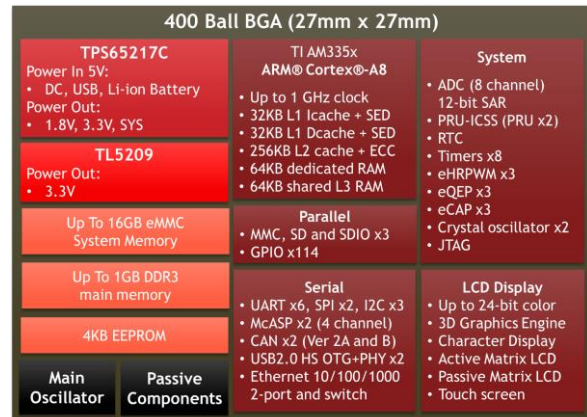 400 Ball BGA (27mm x 27mm)
TPS65217C
Power In 5V:
• DC, USB, Li-ion Battery
Power Out:
• 1.8V, 3.3V, SYS
TL5209
Power Out:
• 3.3V
Up To 16GB eMMC
System Memory
Up To 1GB DDR3
main memory
4KB EEPROM
Main
Oscillator
Passive
Components
TI AM335x
ARM® Cortex®-A8
• Up to 1 GHz clock
• 32KB L1 Icache + SED
• 32KB L1 Dcache + SED
• 256KB L2 cache + ECC
• 64KB dedicated RAM
• 64KB shared L3 RAM
Parallel
• MMC, SD and SDIO x3
• GPIO x114
Serial
• UART x6, SPI x2, I2C x3
• McASP x2 (4 channel)
• CAN x2 (Ver 2A and B)
• USB2.0 HS OTG+PHY x2
• Ethernet 10/100/1000
2-port and switch
System
• ADC (8 channel)
12-bit SAR
• PRU-ICSS (PRU x2)
• RTC
• Timers x8
• eHRPWM x3
• eQEP x3
• eCAP x3
• Crystal oscillator x2
• JTAG
LCD Display
• Up to 24-bit color
• 3D Graphics Engine
• Character Display
• Active Matrix LCD
• Passive Matrix LCD
• Touch screen